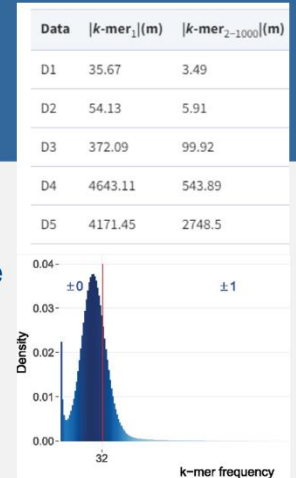 Data |k-mer₁|(m) |k-mer₂₋₁₀₀₀|(m)
D1 35.67 3.49
D2 54.13 5.91
D3 372.09 99.92
D4 4643.11 543.89
D5 4171.45 2748.5
e
0.04
±0 ±1
0.03
Density
0.02
0.01
0.00
32
k-mer frequency